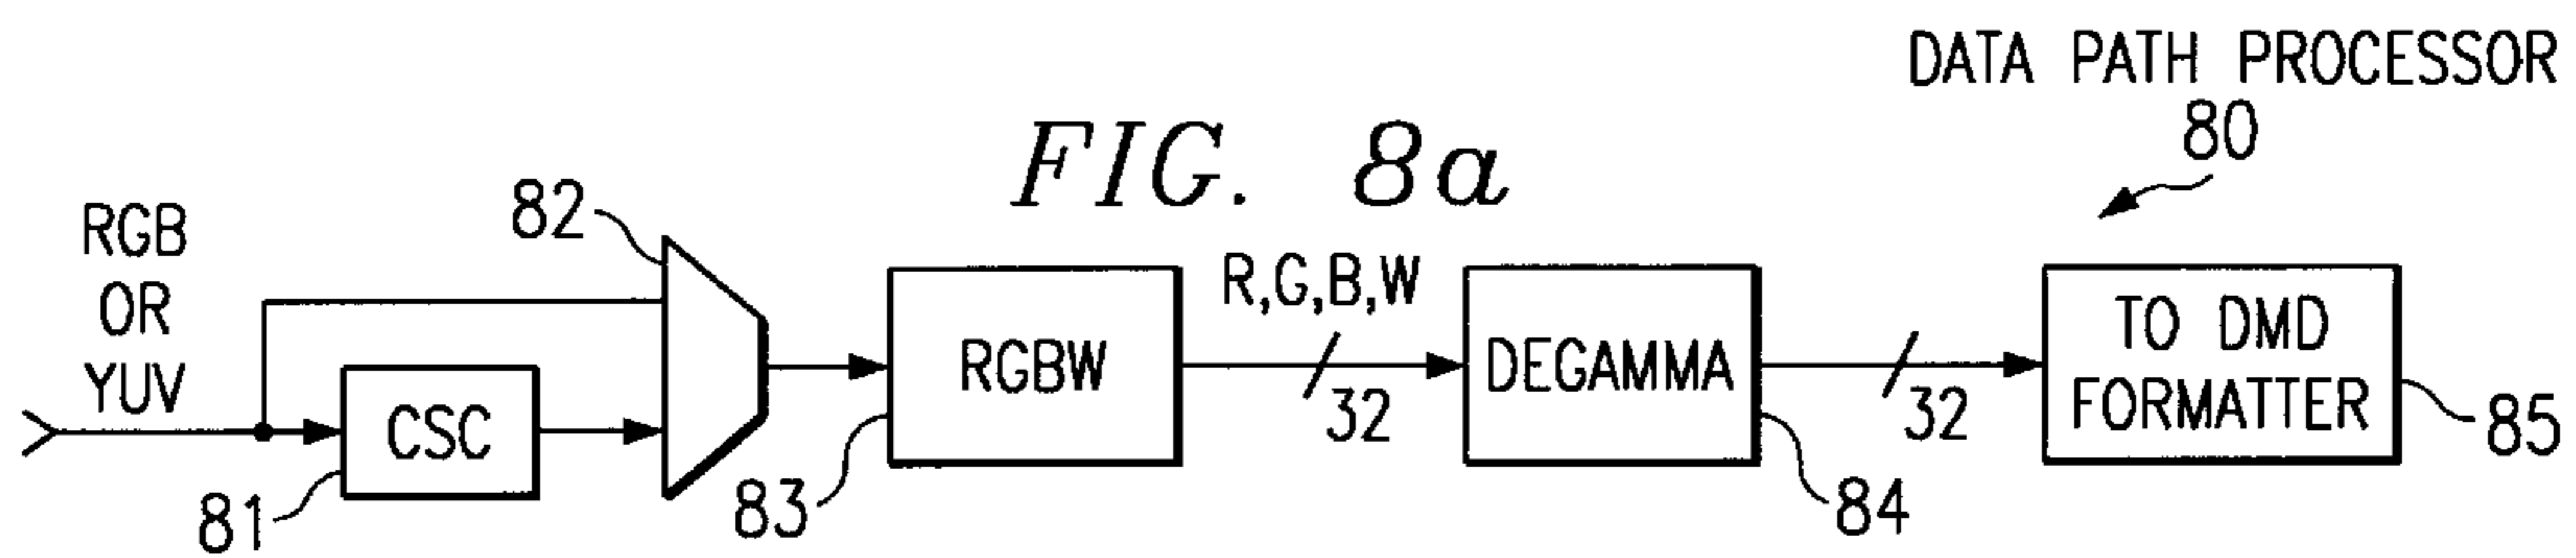 DATA PATH PROCESSOR
80
FIG. 8a
RGB
OR
YUV
82
CSC
81
RGBW
83
R,G,B,W
32
DEGAMMA
84
32
TO DMD
FORMATTER
85